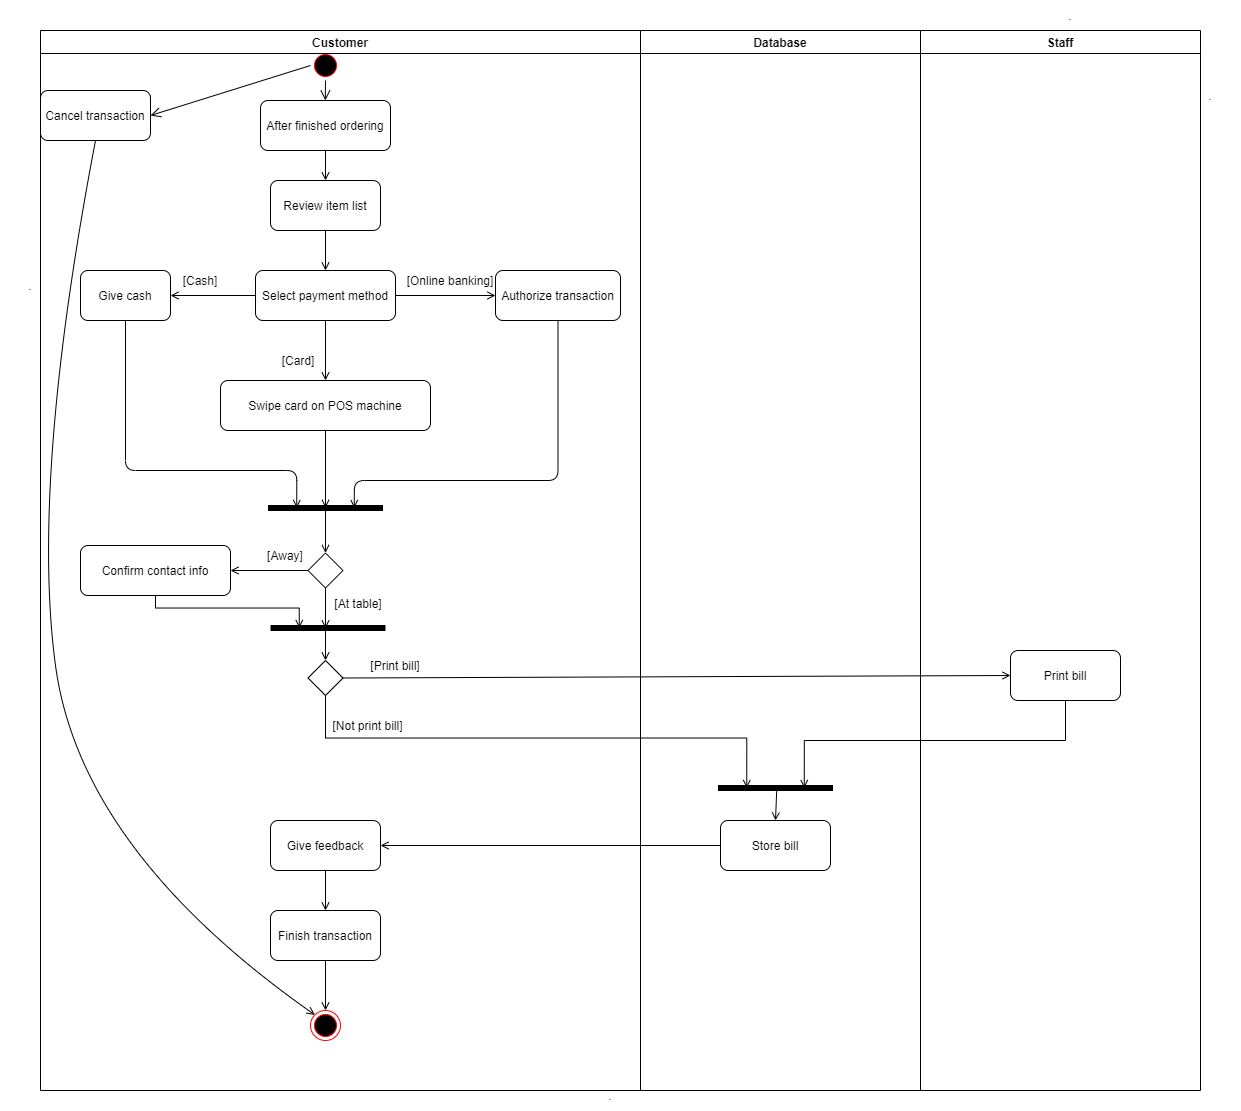 Customer
Database
Staff
Cancel transaction
After finished ordering
Review item list
[Cash]
[Online banking]
Give cash
Select payment method
Authorize transaction
[Card]
Swipe card on POS machine
[Away]
Confirm contact info
[At table]
[Print bill]
Print bill
[Not print bill]
Give feedback
Store bill
Finish transaction